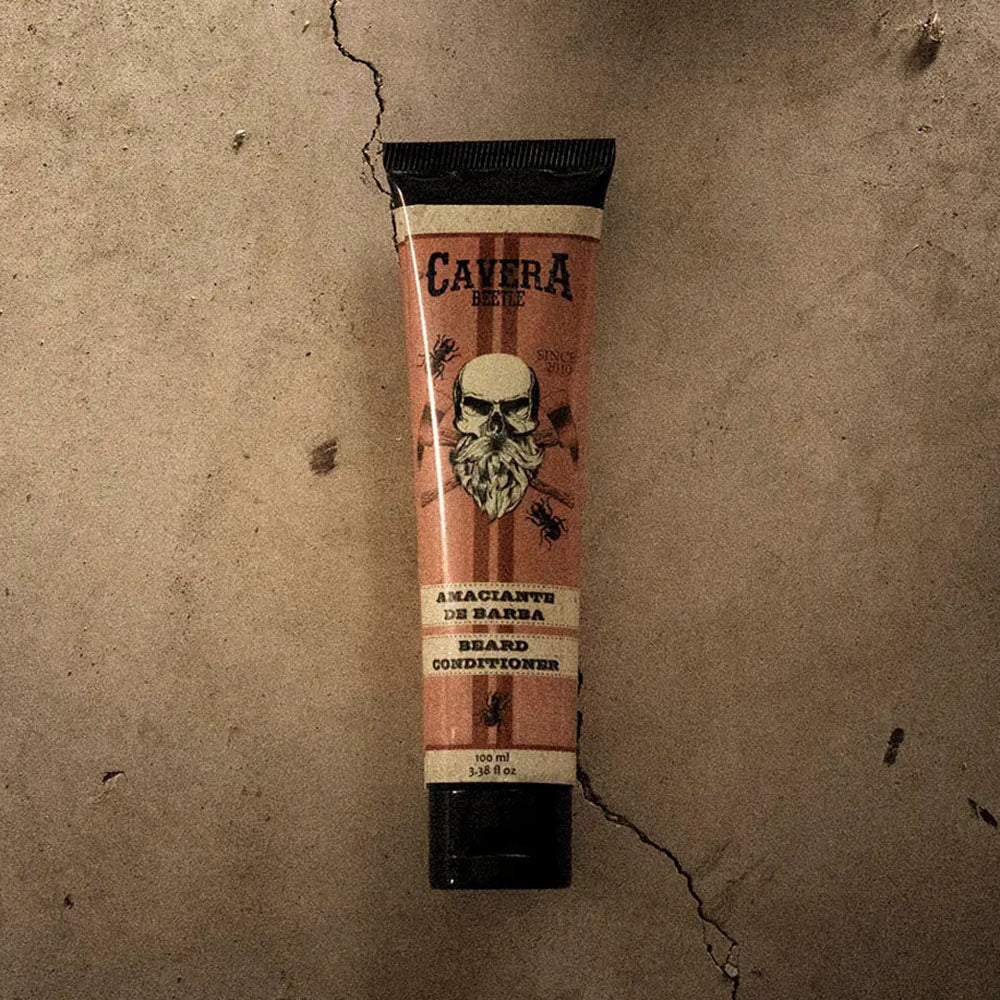 CAVERA
BEETLE
SINCE
2010
AMACIANTE
DE BARBA
BEARD
CONDITIONER
100 ml
3.38 fl oz